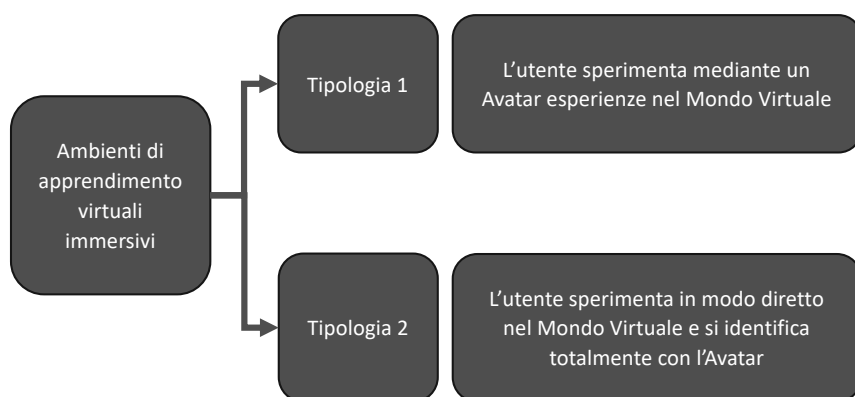 Ambienti di
apprendimento
virtuali
immersivi
Tipologia 1
L’utente sperimenta mediante un
Avatar esperienze nel Mondo Virtuale
Tipologia 2
L’utente sperimenta in modo diretto
nel Mondo Virtuale e si identifica
totalmente con l’Avatar